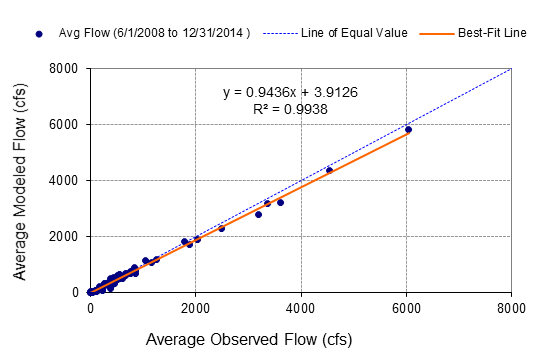 Avg Flow (6/1/2008 to 12/31/2014 ) Line of Equal Value Best-Fit Line
8000
y = 0.9436x + 3.9126
R² = 0.9938
6000
4000
2000
0
Average Modeled Flow (cfs)
0 2000 4000 6000 8000
Average Observed Flow (cfs)